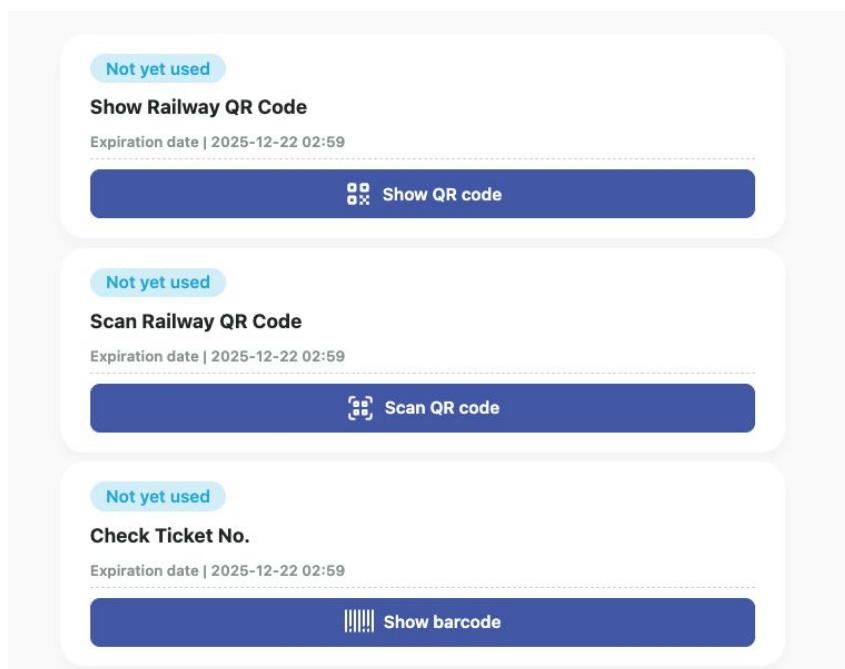 Not yet used
Show Railway QR Code
Expiration date | 2025-12-22 02:59
Show QR code
Not yet used
Scan Railway QR Code
Expiration date | 2025-12-22 02:59
Scan QR code
Not yet used
Check Ticket No.
Expiration date | 2025-12-22 02:59
Show barcode